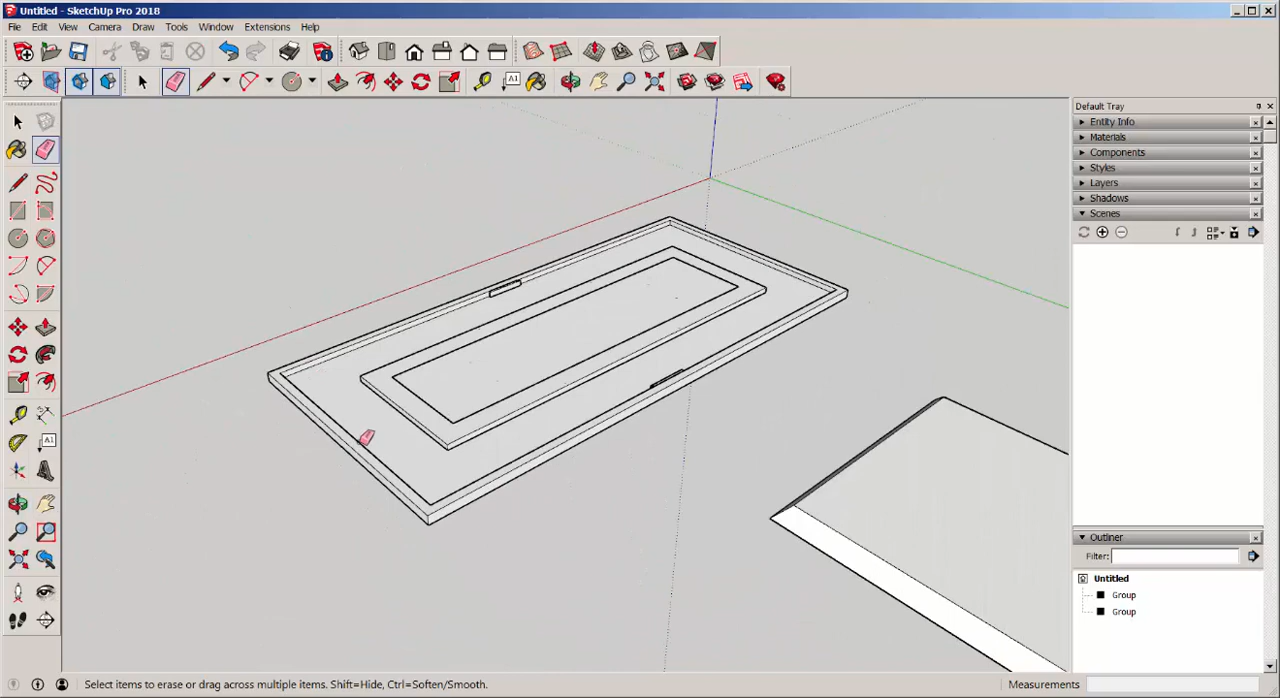 Untitled - SketchUp Pro 2018
File Edit View Camera Draw Tools Window Extensions Help
A1
Default Tray
Entity Info
Materials
Components
Styles
Layers
Shadows
Scenes
A1
Outliner
Filter:
Untitled
Group
Group
Select items to erase or drag across multiple items. Shift=Hide, Ctrl=Soften/Smooth.
Measurements